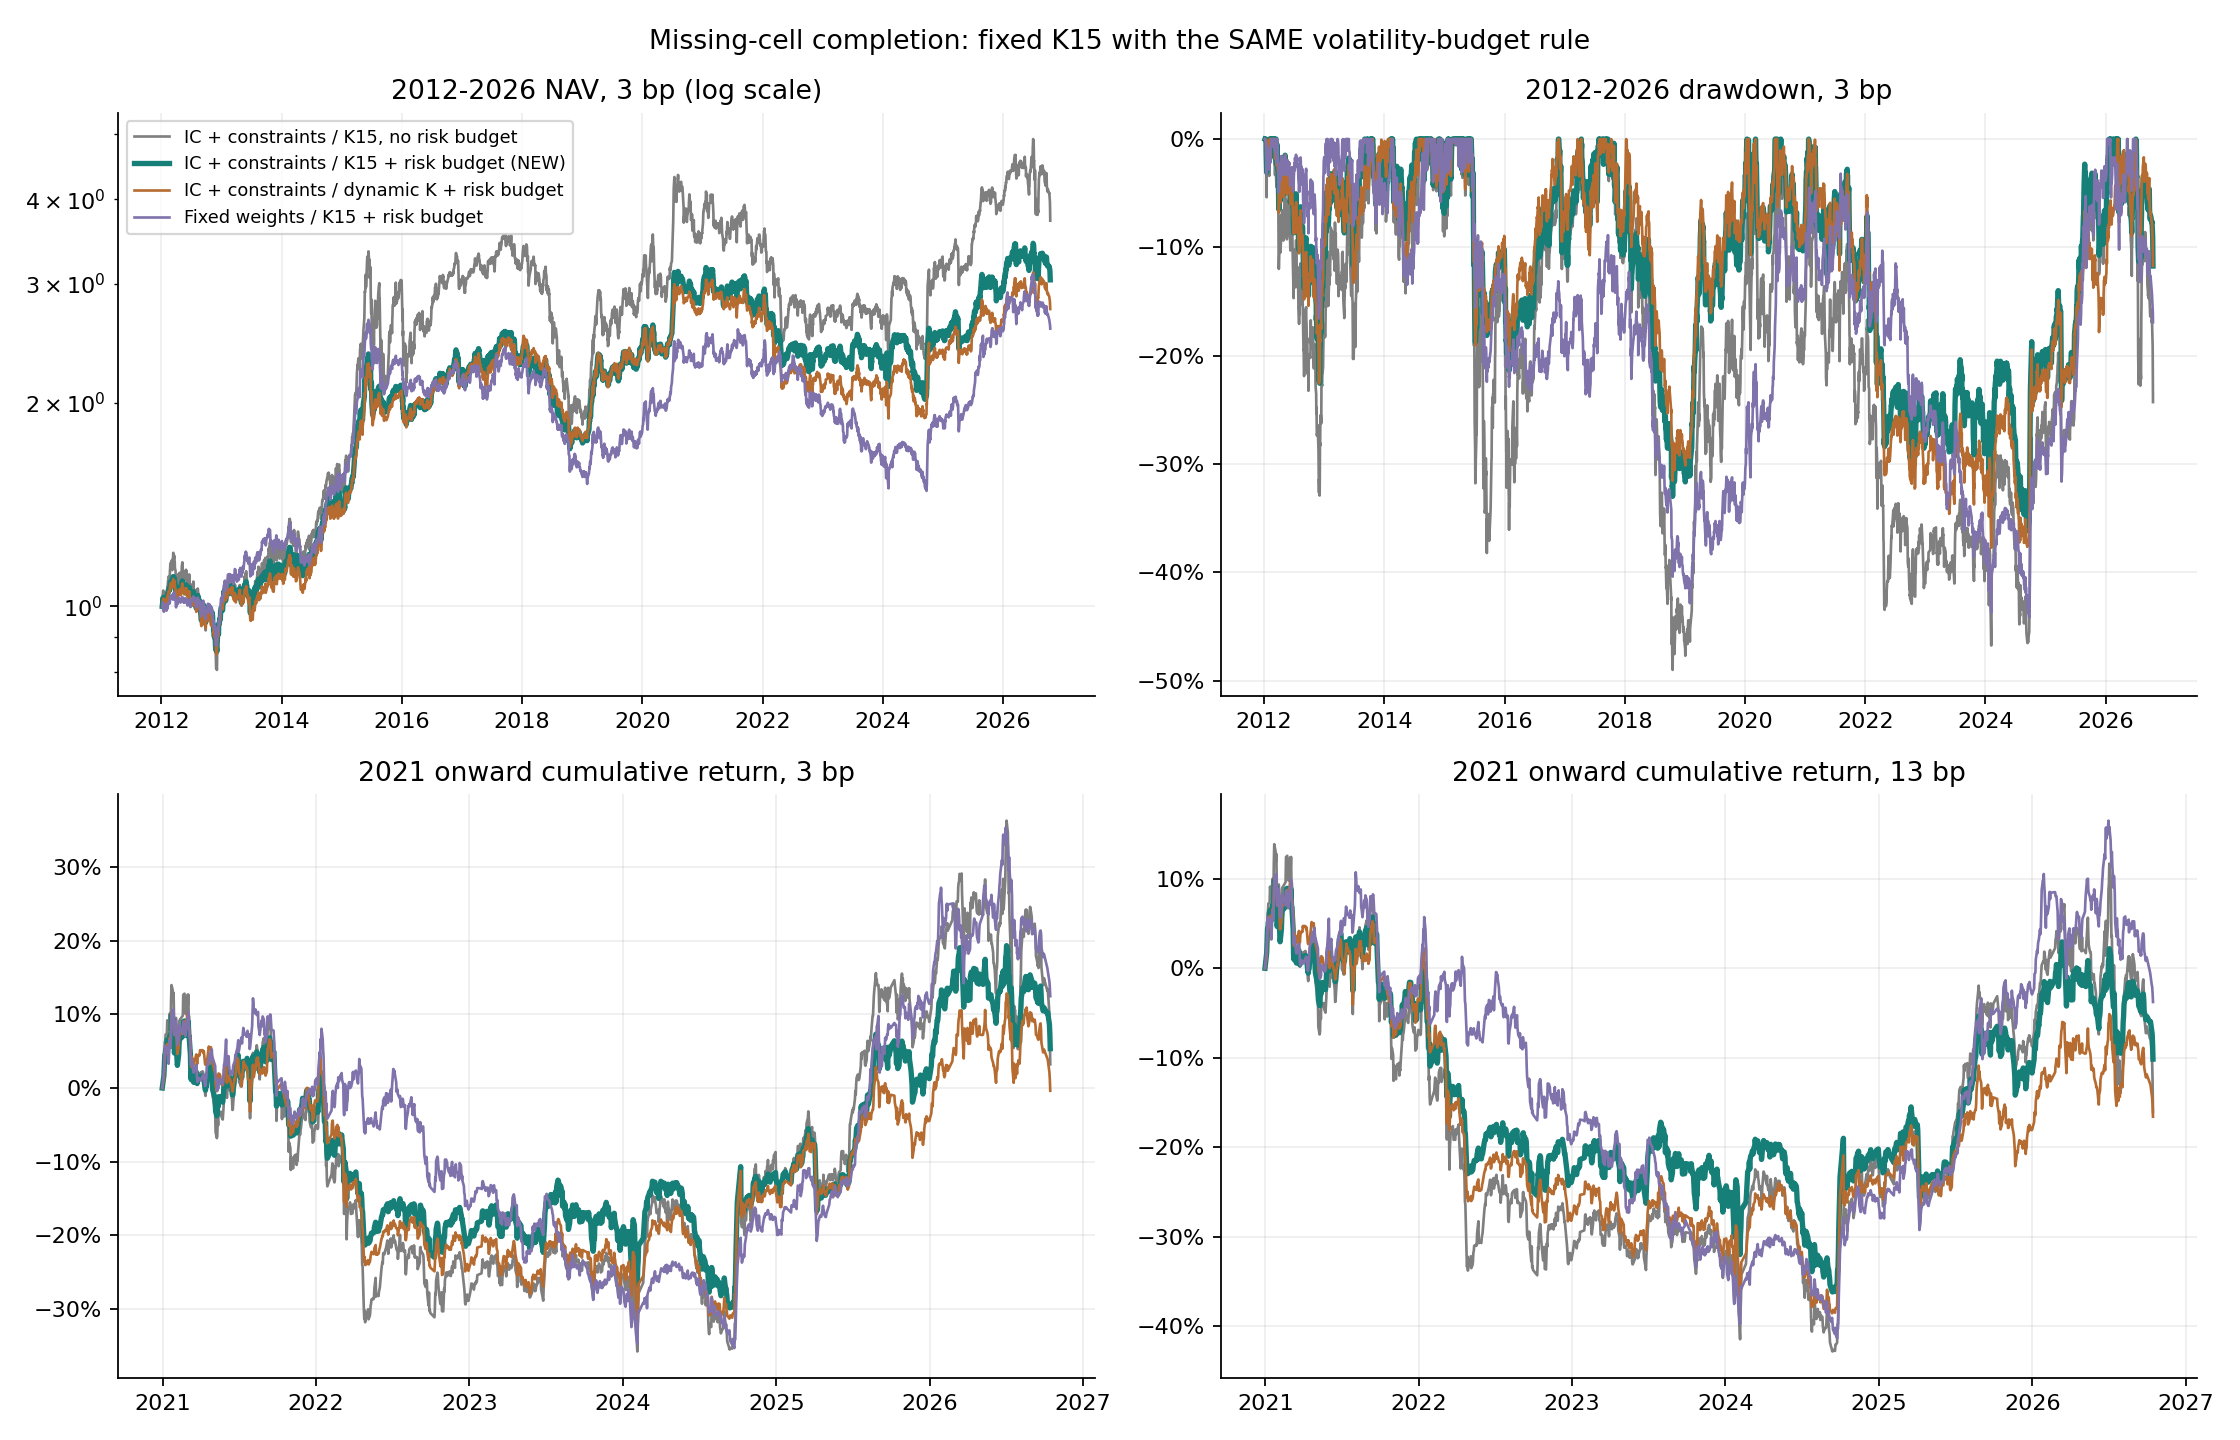 Missing-cell completion: fixed K15 with the SAME volatility-budget rule
2012-2026 NAV, 3 bp (log scale)
IC + constraints / K15, no risk budget
IC + constraints / K15 + risk budget (NEW)
IC + constraints / dynamic K + risk budget
Fixed weights / K15 + risk budget
4 × 10⁰
3 × 10⁰
2 × 10⁰
10⁰
2012 2014 2016 2018 2020 2022 2024 2026
2012-2026 drawdown, 3 bp
0%
−10%
−20%
−30%
−40%
−50%
2012 2014 2016 2018 2020 2022 2024 2026
2021 onward cumulative return, 3 bp
30%
20%
10%
0%
−10%
−20%
−30%
2021 2022 2023 2024 2025 2026 2027
2021 onward cumulative return, 13 bp
10%
0%
−10%
−20%
−30%
−40%
2021 2022 2023 2024 2025 2026 2027